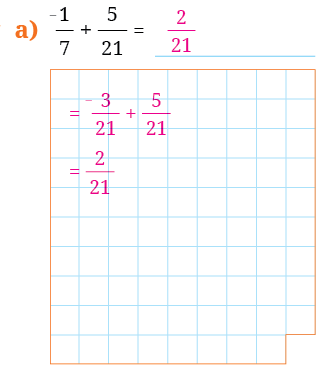 a) ⁻1/7 + 5/21 = 2/21
= ⁻3/21 + 5/21
= 2/21